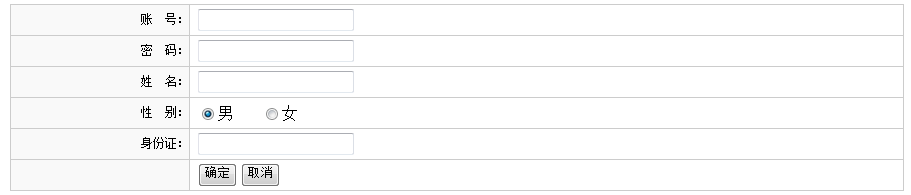 账　号：
密　码：
姓　名：
性　别： 男 女
身份证：
确定 取消